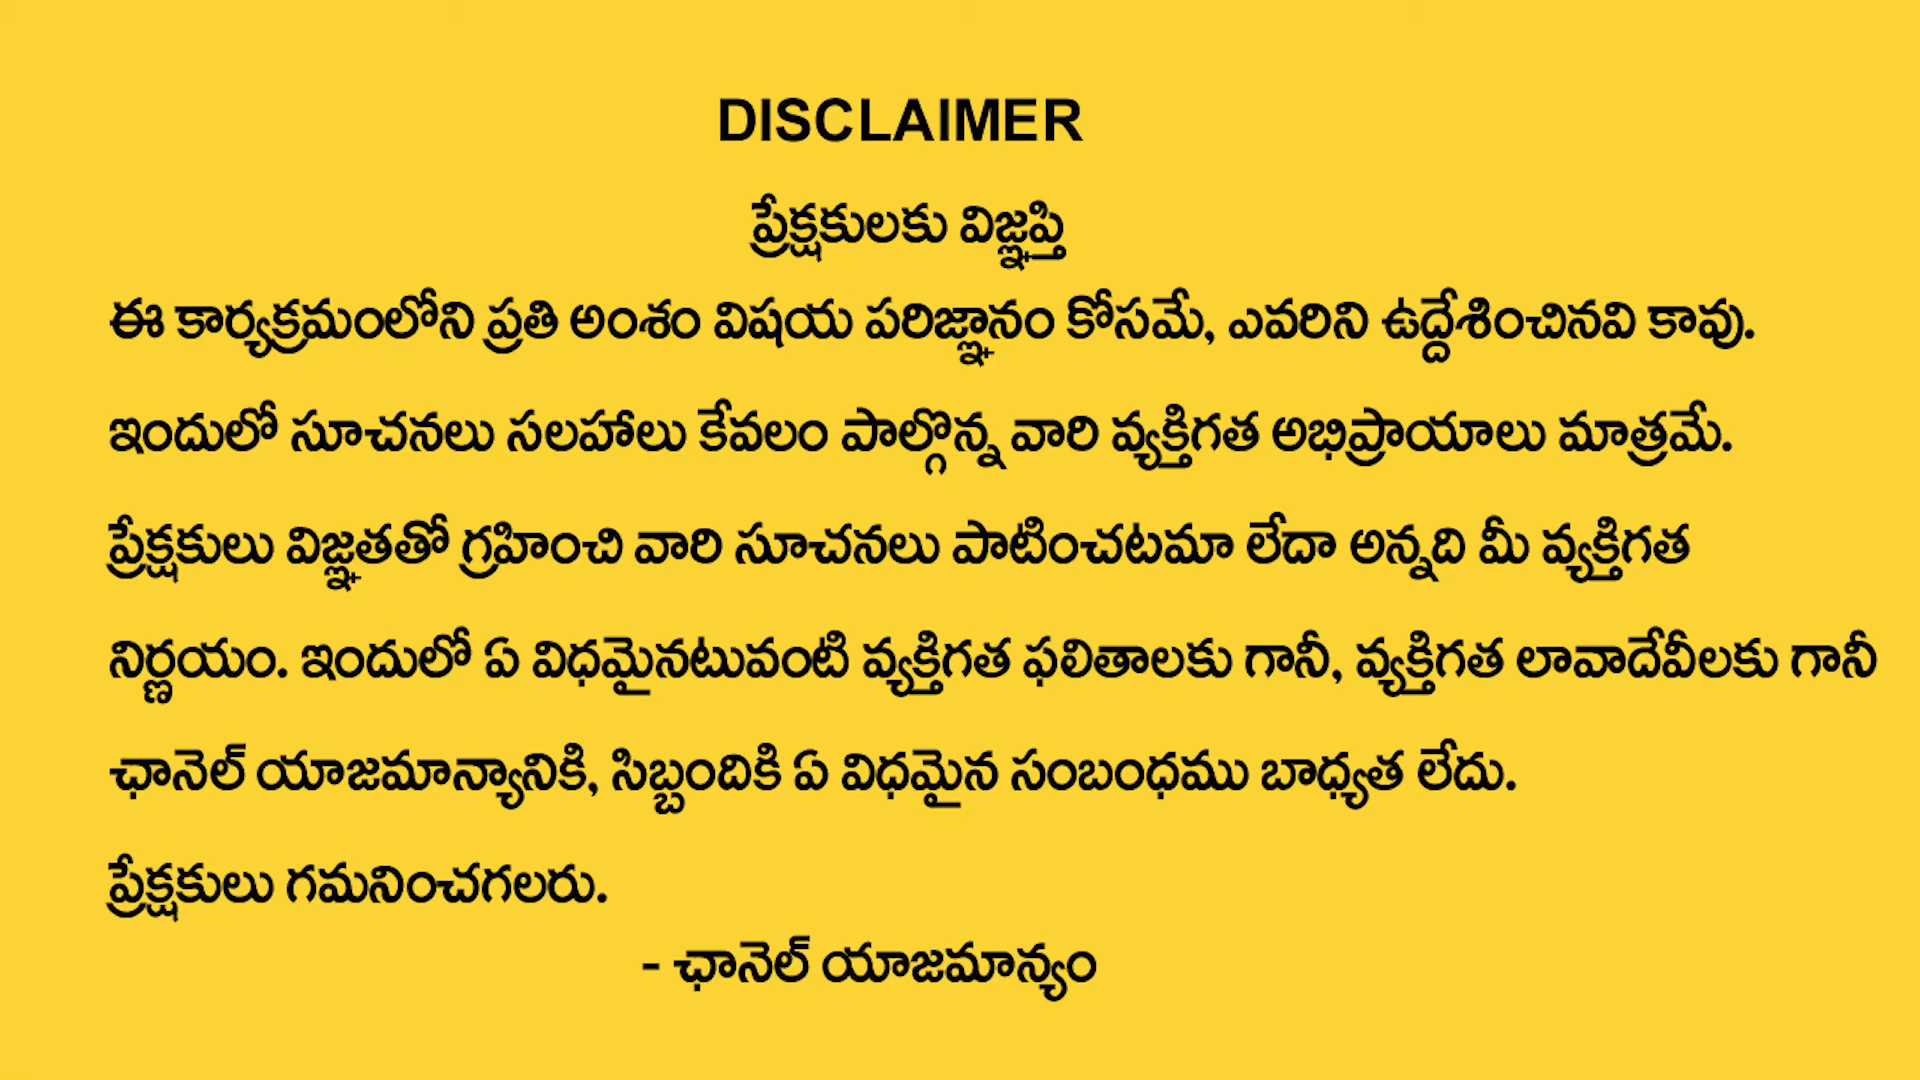 DISCLAIMER
ప్రేక్షకులకు విజ్ఞప్తి
ఈ కార్యక్రమంలోని ప్రతి అంశం విషయ పరిజ్ఞానం కోసమే, ఎవరిని ఉద్దేశించినవి కావు.
ఇందులో సూచనలు సలహాలు కేవలం పాల్గొన్న వారి వ్యక్తిగత అభిప్రాయాలు మాత్రమే.
ప్రేక్షకులు విజ్ఞతతో గ్రహించి వారి సూచనలు పాటించటమా లేదా అన్నది మీ వ్యక్తిగత
నిర్ణయం. ఇందులో ఏ విధమైనటువంటి వ్యక్తిగత ఫలితాలకు గానీ, వ్యక్తిగత లావాదేవీలకు గానీ
ఛానెల్ యాజమాన్యానికి, సిబ్బందికి ఏ విధమైన సంబంధము బాధ్యత లేదు.
ప్రేక్షకులు గమనించగలరు.
- ఛానెల్ యాజమాన్యం